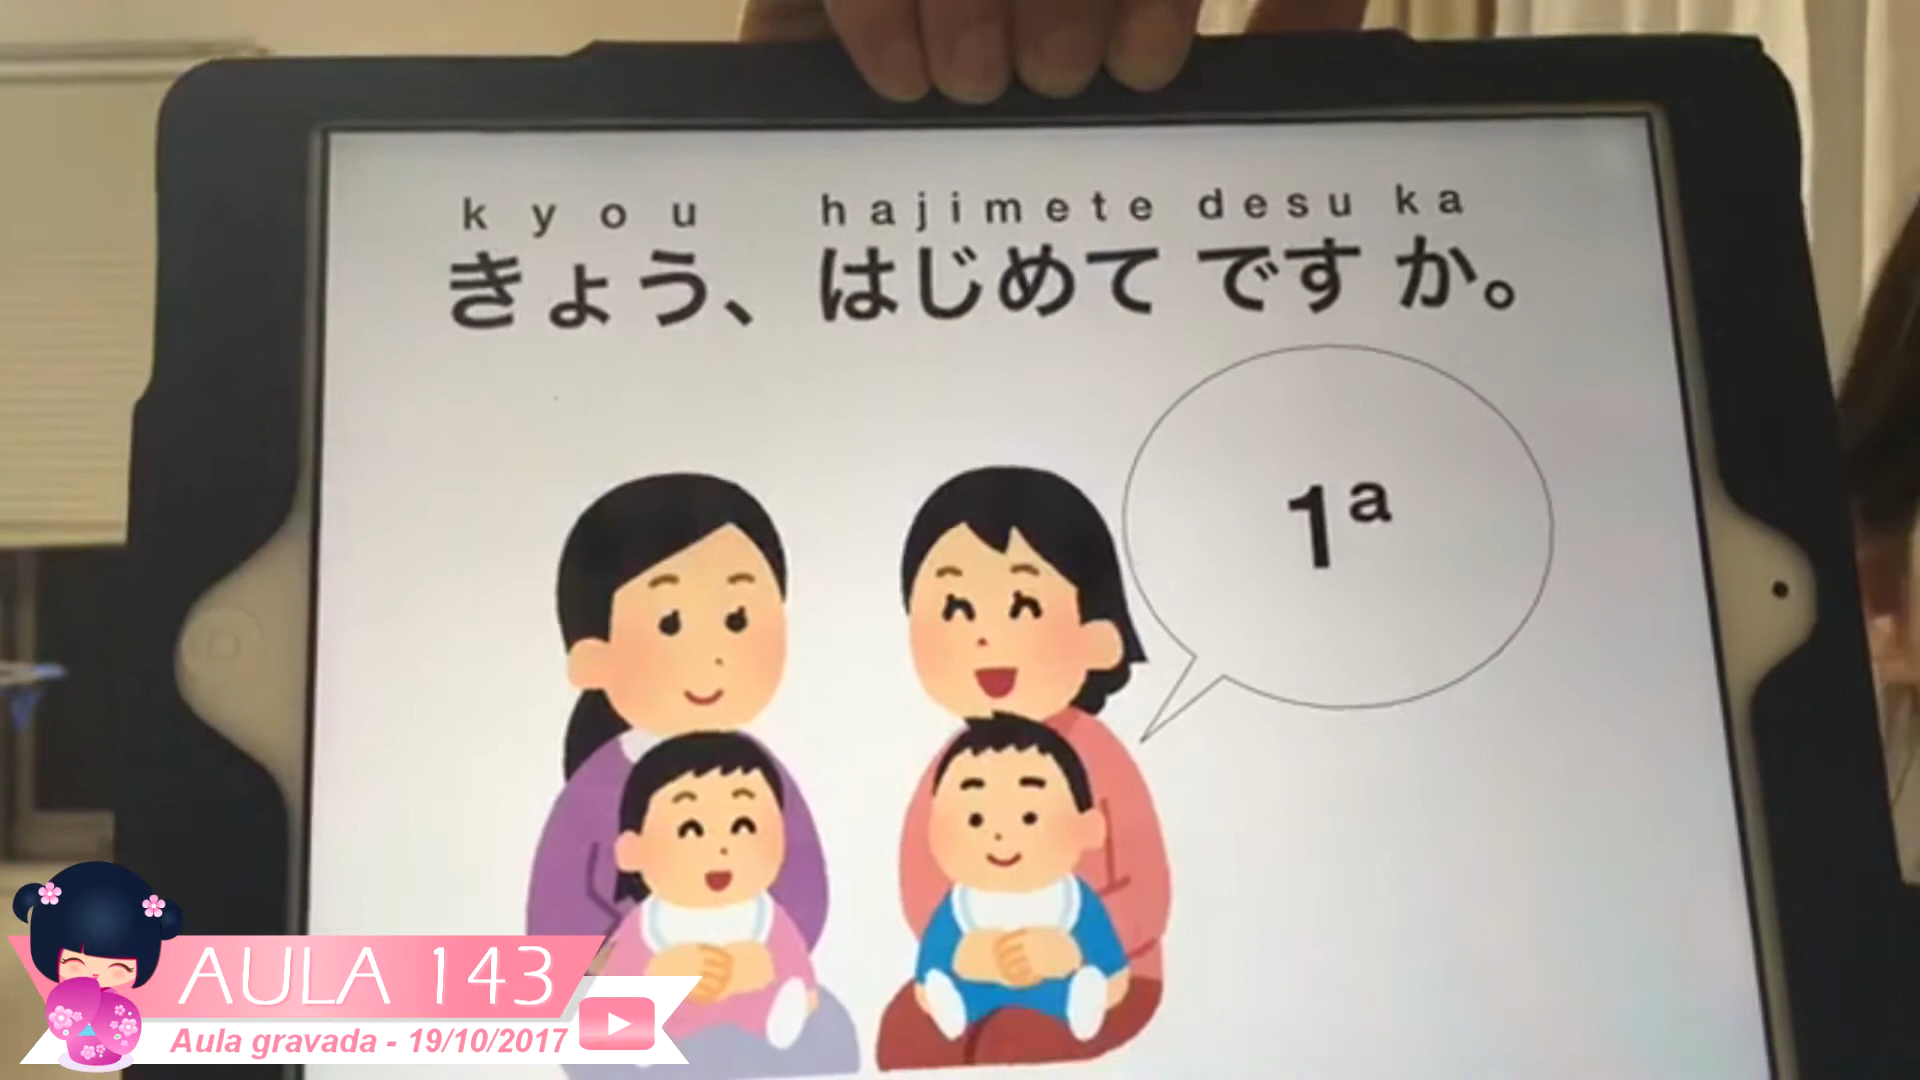 kyou hajimete desu ka
きょう、はじめて です か。
1ª
AULA 143
Aula gravada - 19/10/2017